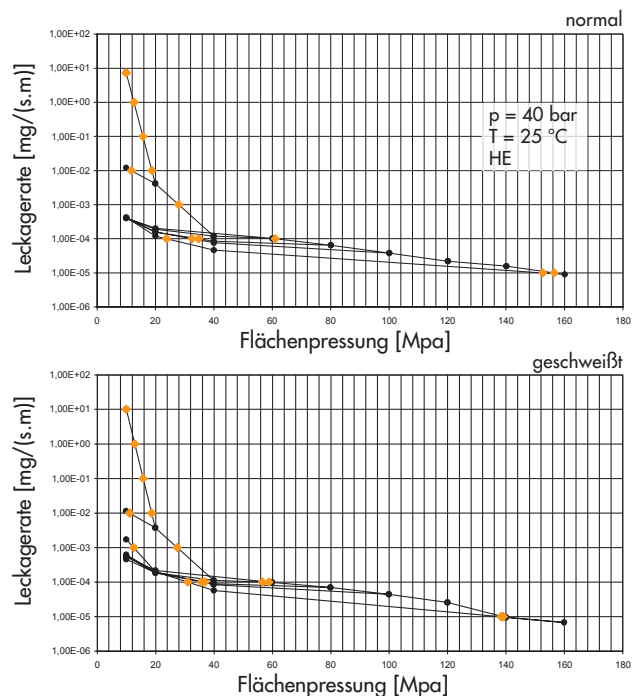 normal
1,00E+02
1,00E+01
1,00E+00
1,00E-01
1,00E-02
1,00E-03
1,00E-04
1,00E-05
1,00E-06
Leckagerate [mg/(s.m)]
p = 40 bar
T = 25 °C
HE
0 20 40 60 80 100 120 140 160 180
Flächenpressung [Mpa]
geschweißt
1,00E+02
1,00E+01
1,00E+00
1,00E-01
1,00E-02
1,00E-03
1,00E-04
1,00E-05
1,00E-06
Leckagerate [mg/(s.m)]
0 20 40 60 80 100 120 140 160 180
Flächenpressung [Mpa]